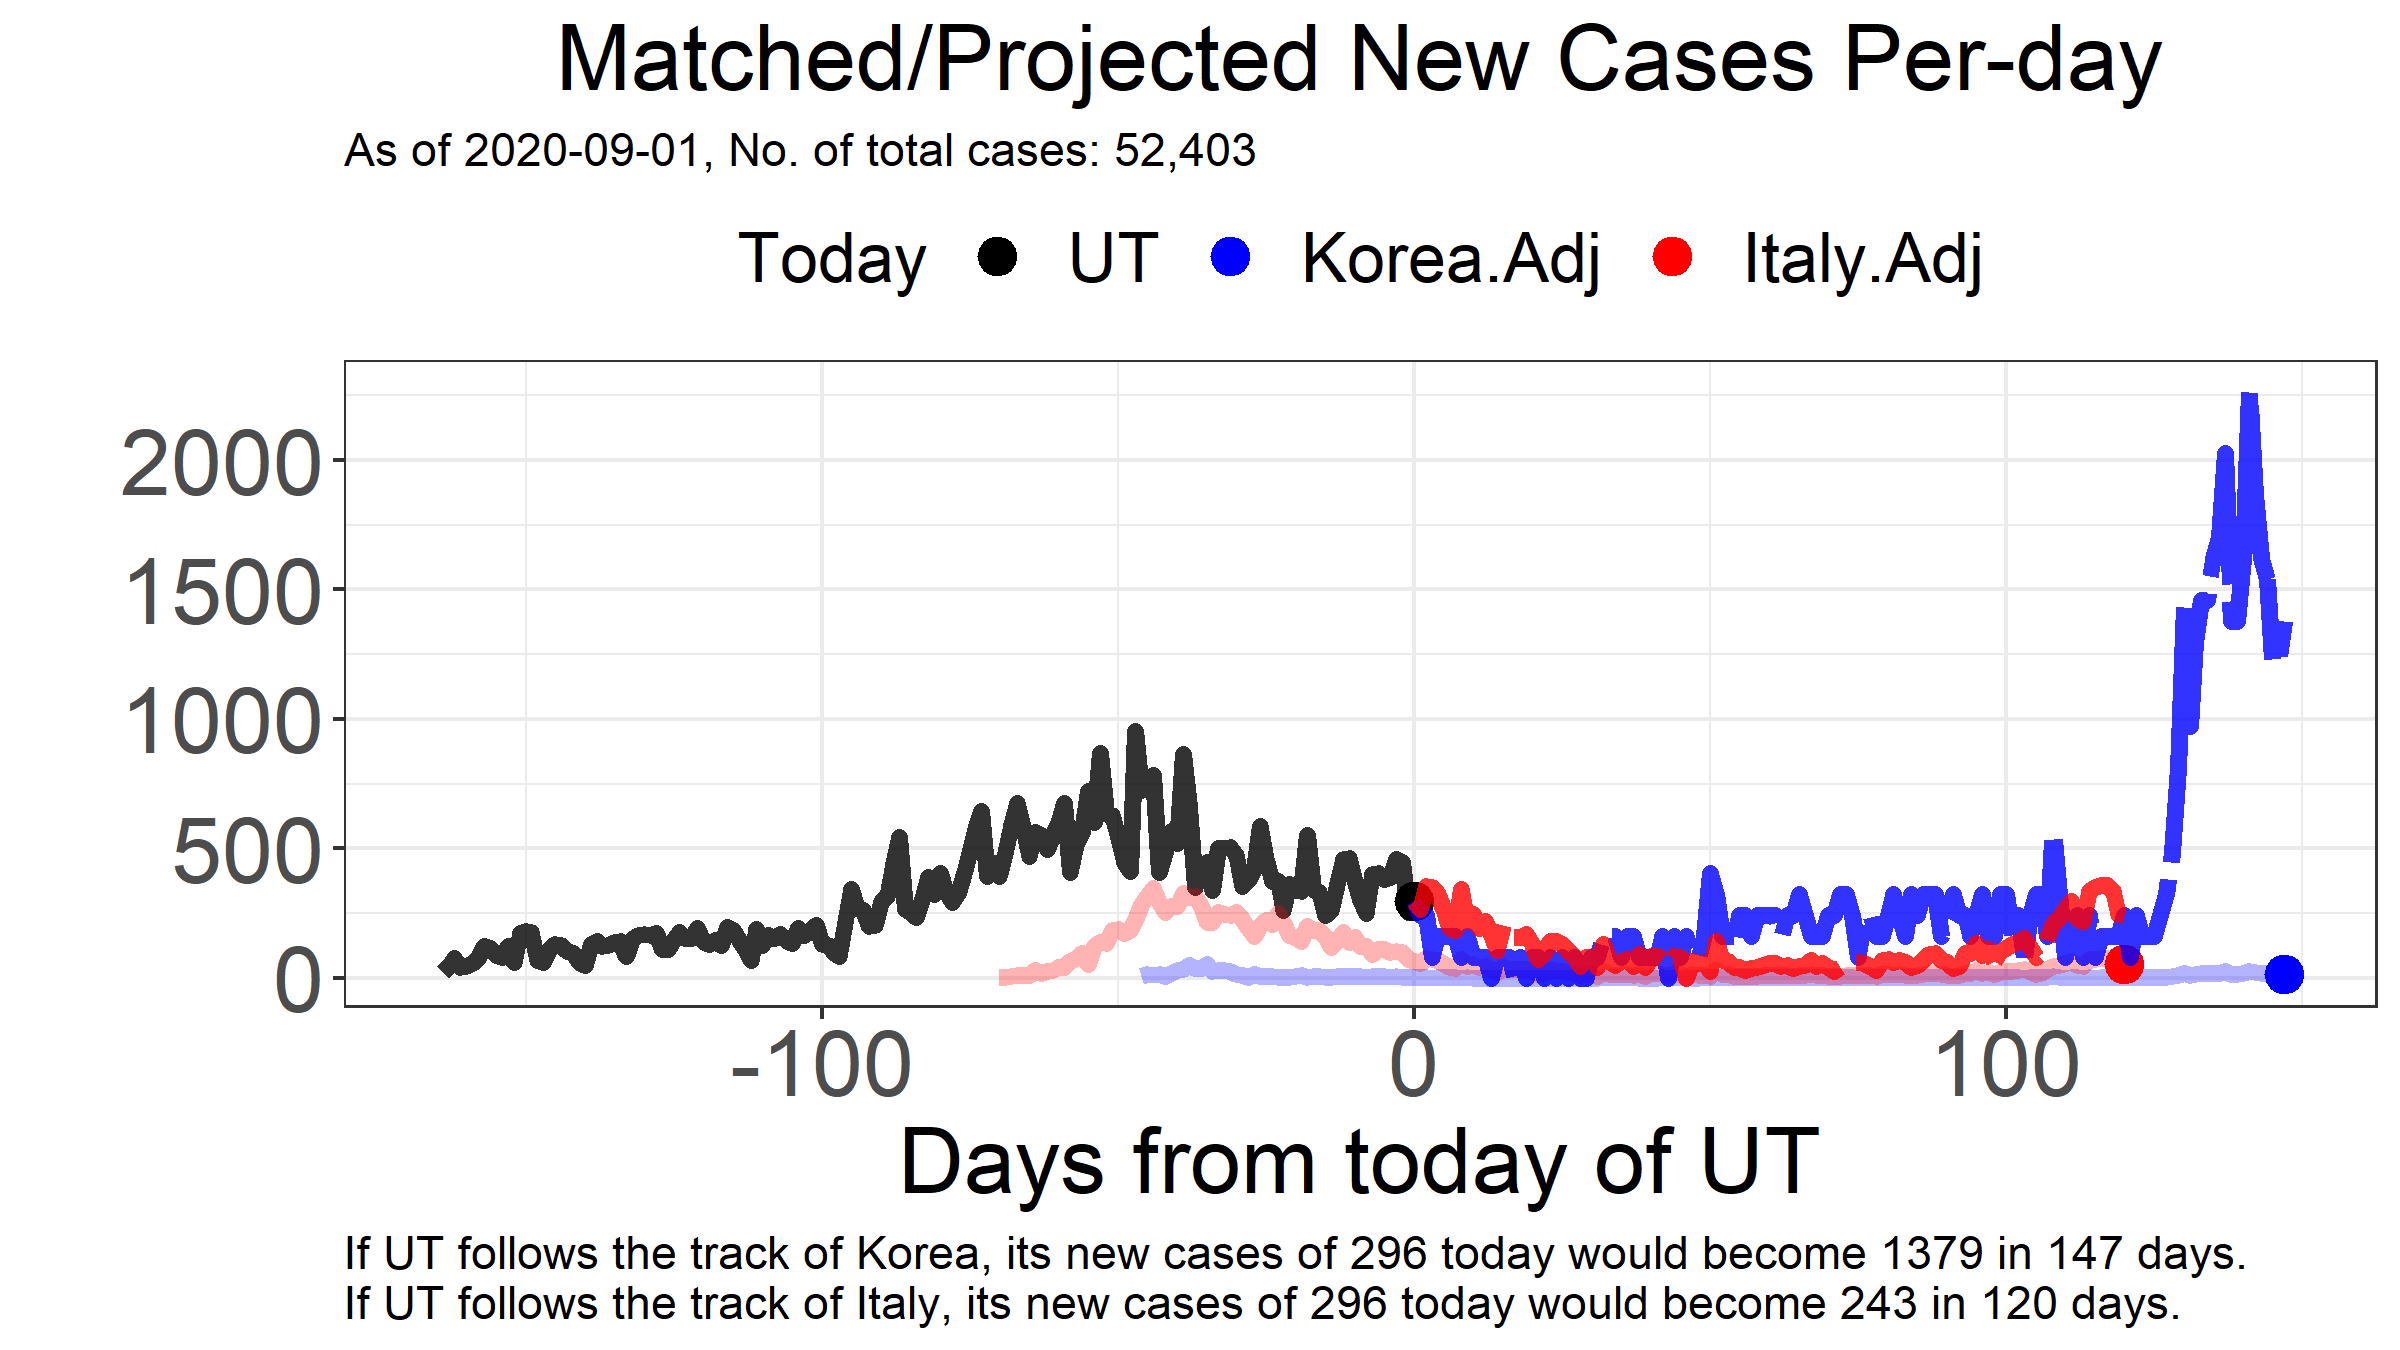 Matched/Projected New Cases Per-day
As of 2020-09-01, No. of total cases: 52,403
Today UT Korea.Adj Italy.Adj
2000
1500
1000
500
0
-100 0 100
Days from today of UT
If UT follows the track of Korea, its new cases of 296 today would become 1379 in 147 days.
If UT follows the track of Italy, its new cases of 296 today would become 243 in 120 days.